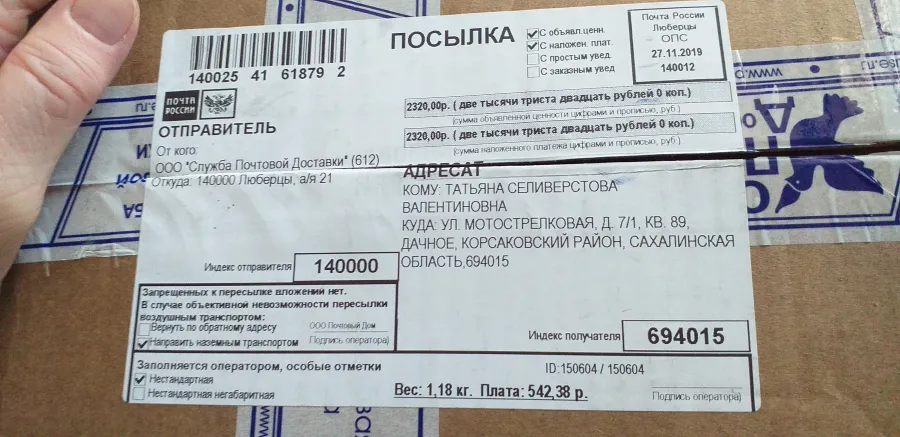 140025 41 61879 2
ПОСЫЛКА
С объявл.ценн.
С наложен. плат.
С простым увед.
С заказным увед
Почта России
Люберцы
ОПС
27.11.2019
140012
ПОЧТА
РОССИИ
2320,00р. ( две тысячи триста двадцать рублей 0 коп.)
(сумма объявленной ценности цифрами и прописью, руб.)
2320,00р. ( две тысячи триста двадцать рублей 0 коп.)
(сумма наложенного платежа цифрами и прописью, руб.)
ОТПРАВИТЕЛЬ
От кого:
ООО "Служба Почтовой Доставки" (612)
Откуда: 140000 Люберцы, а/я 21
Индекс отправителя 140000
АДРЕСАТ
КОМУ: ТАТЬЯНА СЕЛИВЕРСТОВА
ВАЛЕНТИНОВНА
КУДА: УЛ. МОТОСТРЕЛКОВАЯ, Д. 7/1, КВ. 89,
ДАЧНОЕ, КОРСАКОВСКИЙ РАЙОН, САХАЛИНСКАЯ
ОБЛАСТЬ,694015
Запрещенных к пересылке вложений нет.
В случае объективной невозможности пересылки
воздушным транспортом:
Вернуть по обратному адресу
ООО Почтовый Дом
Направить наземным транспортом
Подпись оператора)
Индекс получателя 694015
Заполняется оператором, особые отметки
Нестандартная
Нестандартная негабаритная
ID:150604 / 150604
Вес: 1,18 кг. Плата: 542,38 р.
Подпись оператора)